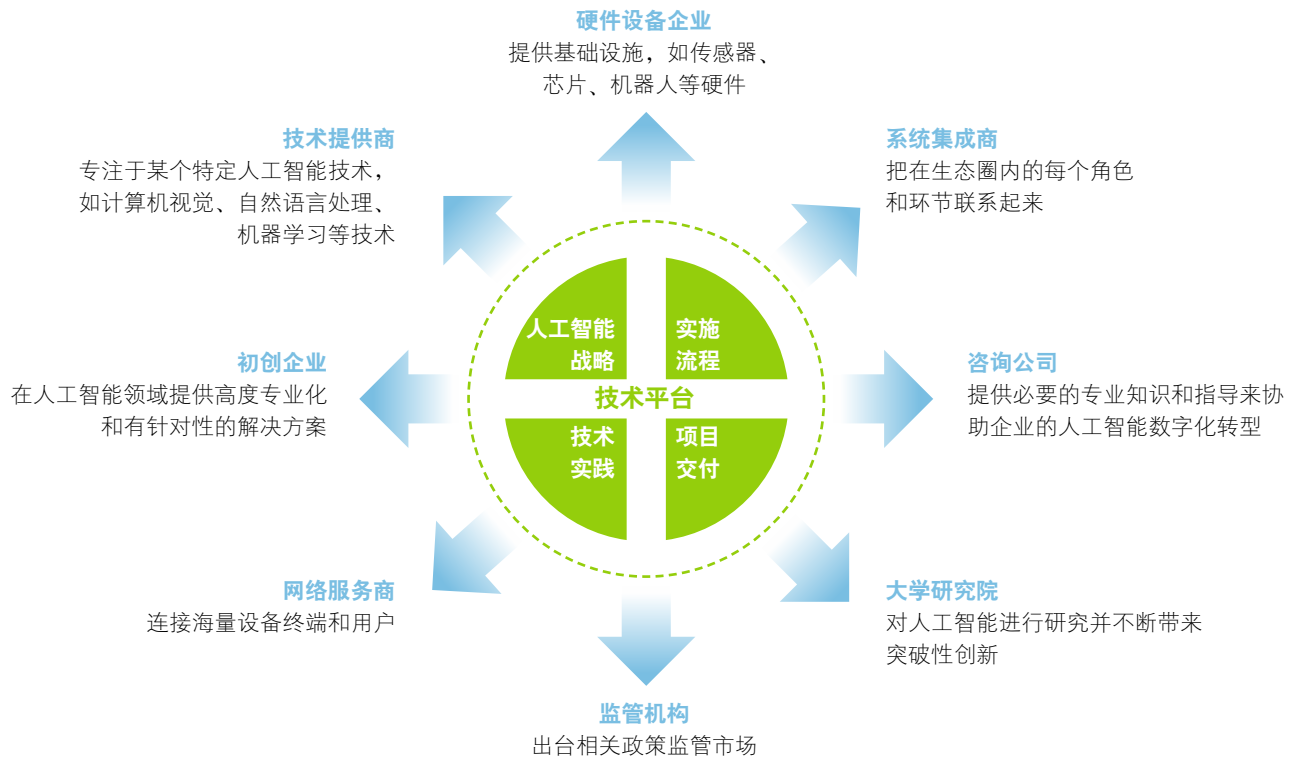 硬件设备企业
提供基础设施，如传感器、
芯片、机器人等硬件
技术提供商
专注于某个特定人工智能技术，
如计算机视觉、自然语言处理、
机器学习等技术
系统集成商
把在生态圈内的每个角色
和环节联系起来
人工智能
战略
实施
流程
技术平台
技术
实践
项目
交付
初创企业
在人工智能领域提供高度专业化
和有针对性的解决方案
咨询公司
提供必要的专业知识和指导来协
助企业的人工智能数字化转型
网络服务商
连接海量设备终端和用户
大学研究院
对人工智能进行研究并不断带来
突破性创新
监管机构
出台相关政策监管市场